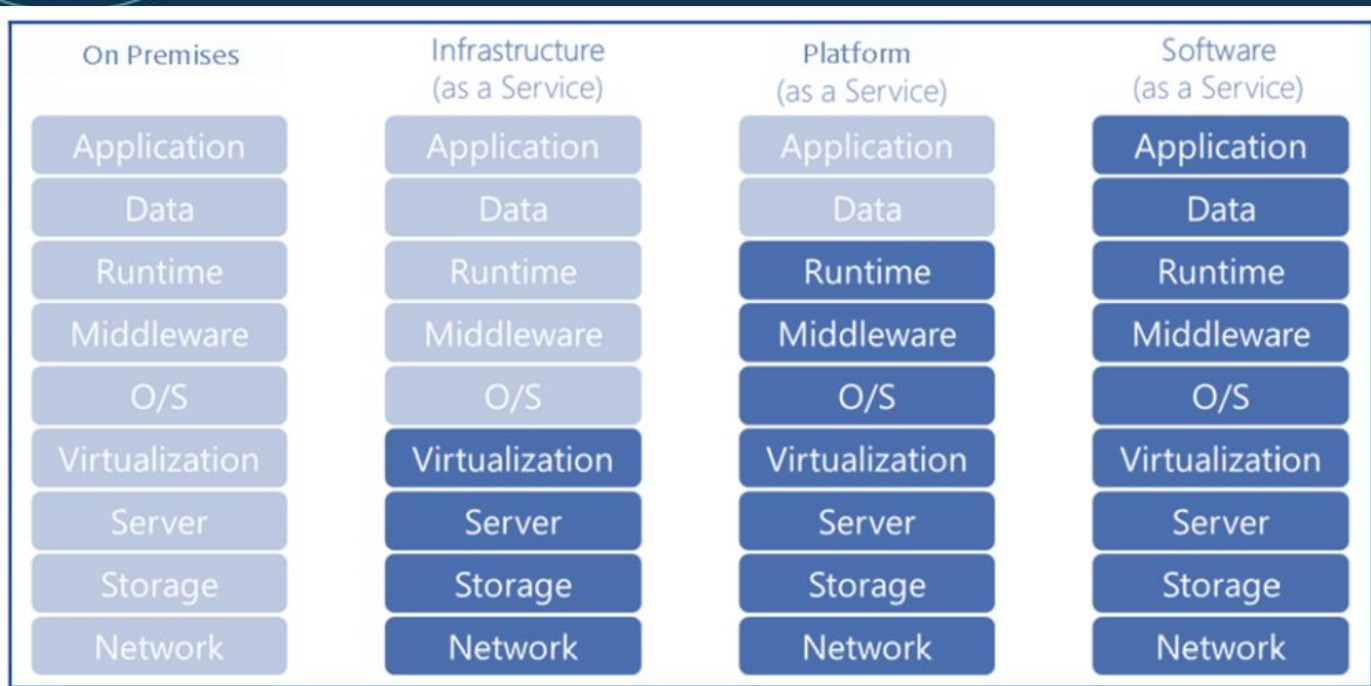 On Premises
Infrastructure
(as a Service)
Platform
(as a Service)
Software
(as a Service)
Application
Application
Application
Application
Data
Data
Data
Data
Runtime
Runtime
Runtime
Runtime
Middleware
Middleware
Middleware
Middleware
O/S
O/S
O/S
O/S
Virtualization
Virtualization
Virtualization
Virtualization
Server
Server
Server
Server
Storage
Storage
Storage
Storage
Network
Network
Network
Network